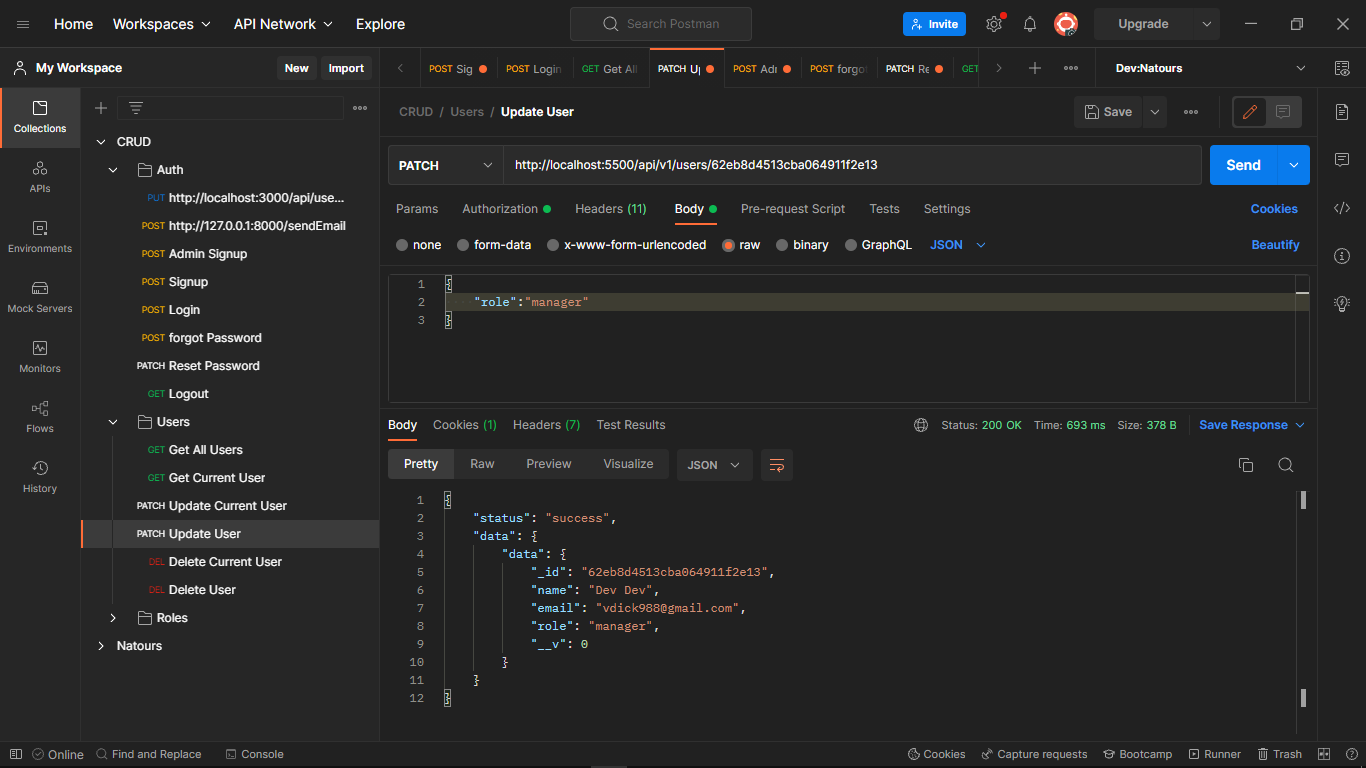 Home Workspaces API Network Explore Search Postman Invite Upgrade
My Workspace New Import POST Sig POST Login GET Get All PATCH Up POST Adr POST forgo PATCH Re GET Dev:Natours
CRUD / Users / Update User Save
Collections
APIs
Environments
Mock Servers
Monitors
Flows
History
CRUD
Auth
PUT http://localhost:3000/api/use...
POST http://127.0.0.1:8000/sendEmail
POST Admin Signup
POST Signup
POST Login
POST forgot Password
PATCH Reset Password
GET Logout
Users
GET Get All Users
GET Get Current User
PATCH Update Current User
PATCH Update User
DEL Delete Current User
DEL Delete User
Roles
Natours
PATCH http://localhost:5500/api/v1/users/62eb8d4513cba064911f2e13 Send
Params Authorization Headers (11) Body Pre-request Script Tests Settings Cookies
none form-data x-www-form-urlencoded raw binary GraphQL JSON Beautify
1 {
2 "role":"manager"
3 }
Body Cookies (1) Headers (7) Test Results Status: 200 OK Time: 693 ms Size: 378 B Save Response
Pretty Raw Preview Visualize JSON
1 {
2 "status": "success",
3 "data": {
4 "data": {
5 "_id": "62eb8d4513cba064911f2e13",
6 "name": "Dev Dev",
7 "email": "vdick988@gmail.com",
8 "role": "manager",
9 "__v": 0
10 }
11 }
12 }
Online Find and Replace Console Cookies Capture requests Bootcamp Runner Trash